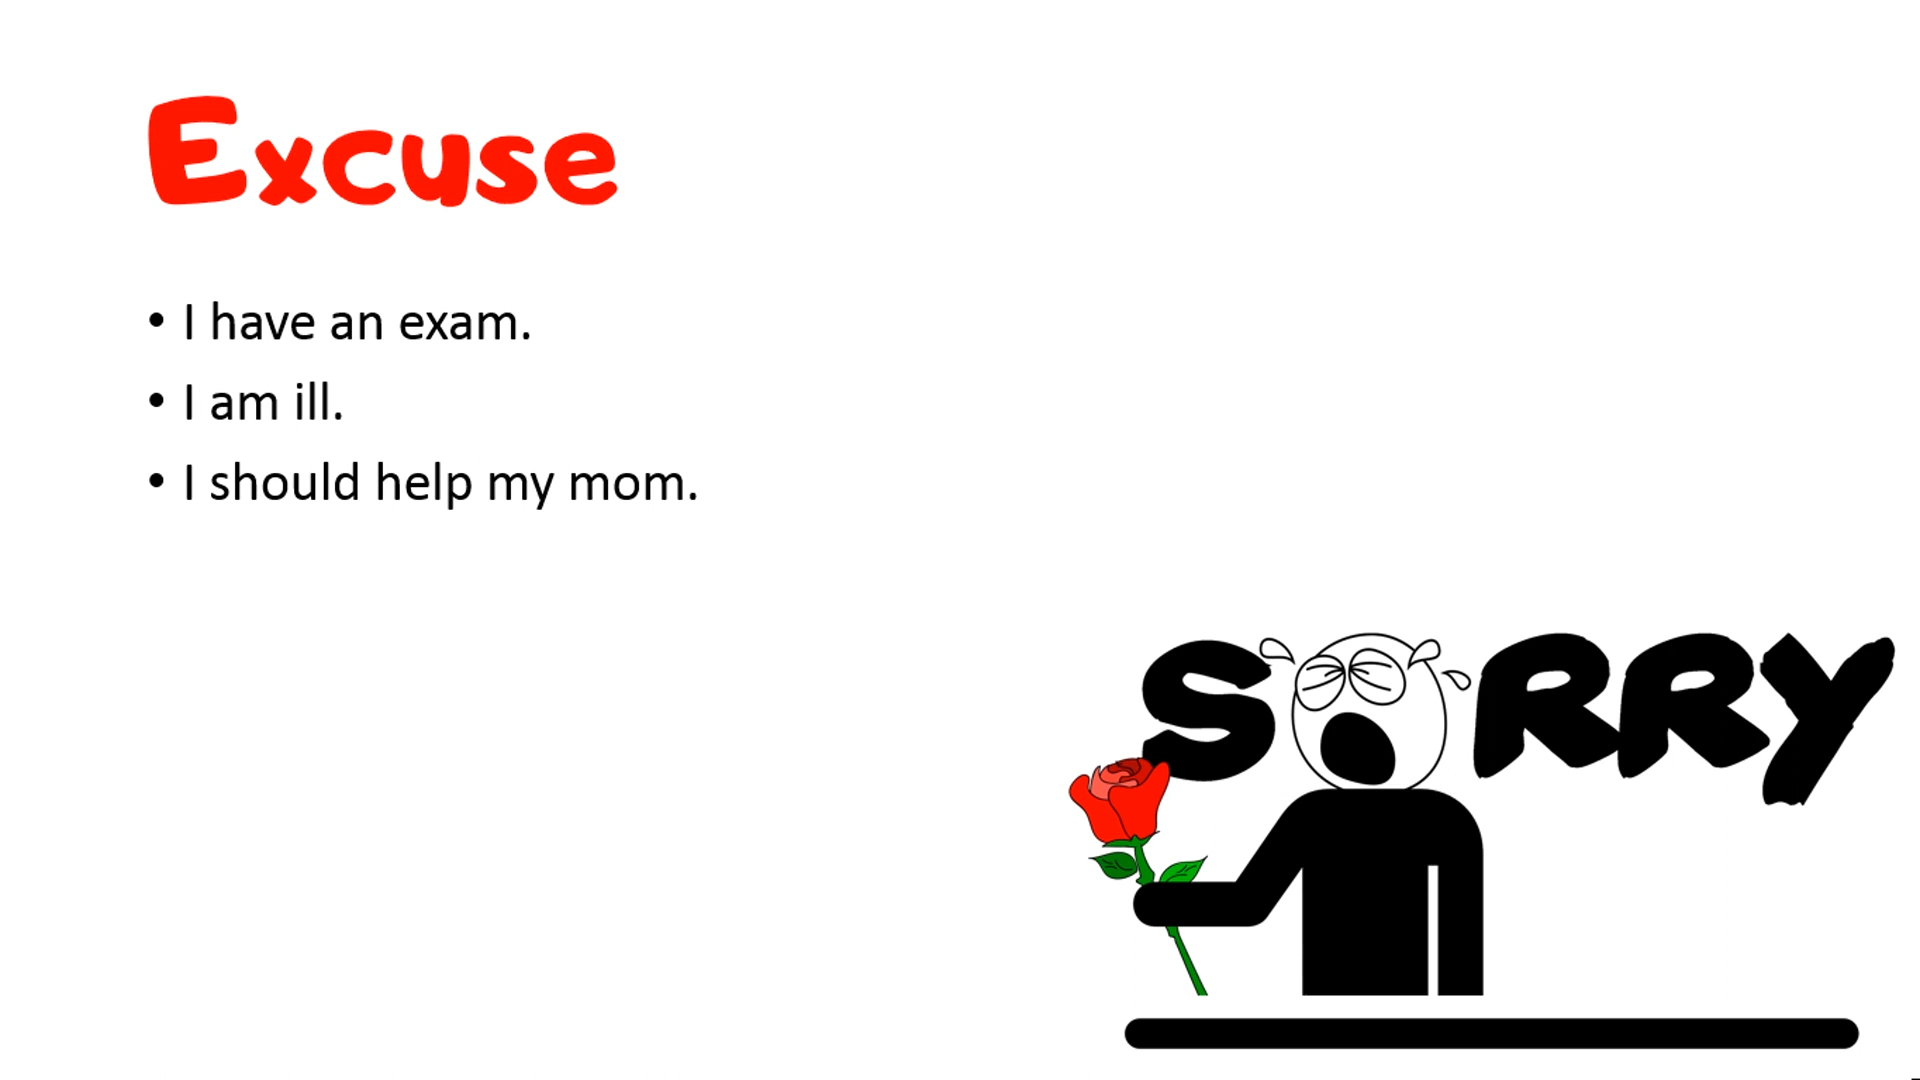 Excuse
• I have an exam.
• I am ill.
• I should help my mom.
SORRY